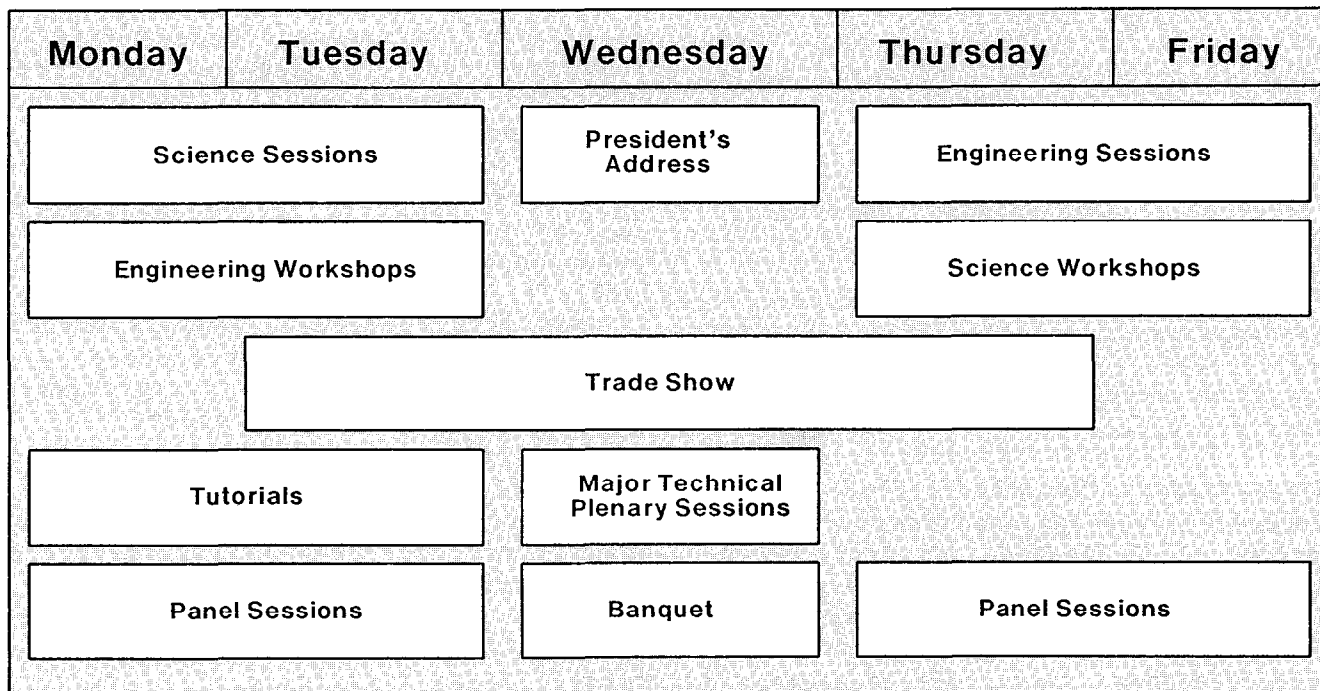 Monday Tuesday Wednesday Thursday Friday
Science Sessions
President's
Address
Engineering Sessions
Engineering Workshops
Science Workshops
Trade Show
Tutorials
Major Technical
Plenary Sessions
Panel Sessions
Banquet
Panel Sessions